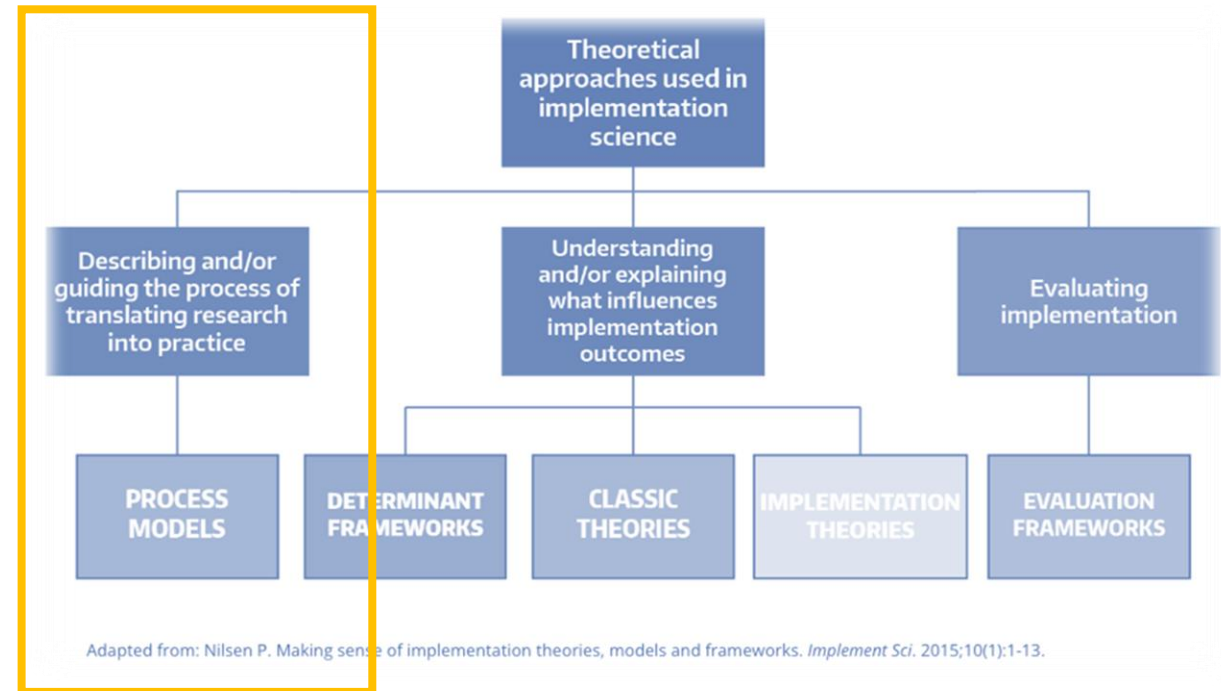 Theoretical
approaches used in
implementation
science
Describing and/or
guiding the process of
translating research
into practice
Understanding
and/or explaining
what influences
implementation
outcomes
Evaluating
implementation
PROCESS
MODELS
DETERMINANT
FRAMEWORKS
CLASSIC
THEORIES
IMPLEMENTATION
THEORIES
EVALUATION
FRAMEWORKS
Adapted from: Nilsen P. Making sense of implementation theories, models and frameworks. Implement Sci. 2015;10(1):1-13.